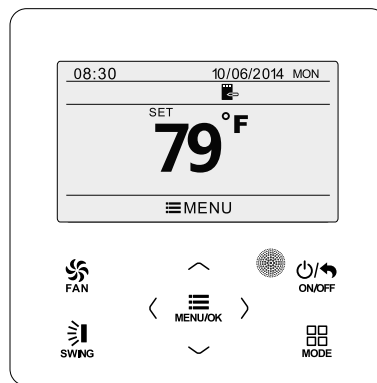 08:30 10/06/2014 MON
SET
79°F
MENU
FAN
ON/OFF
MENU/OK
SWING
MODE